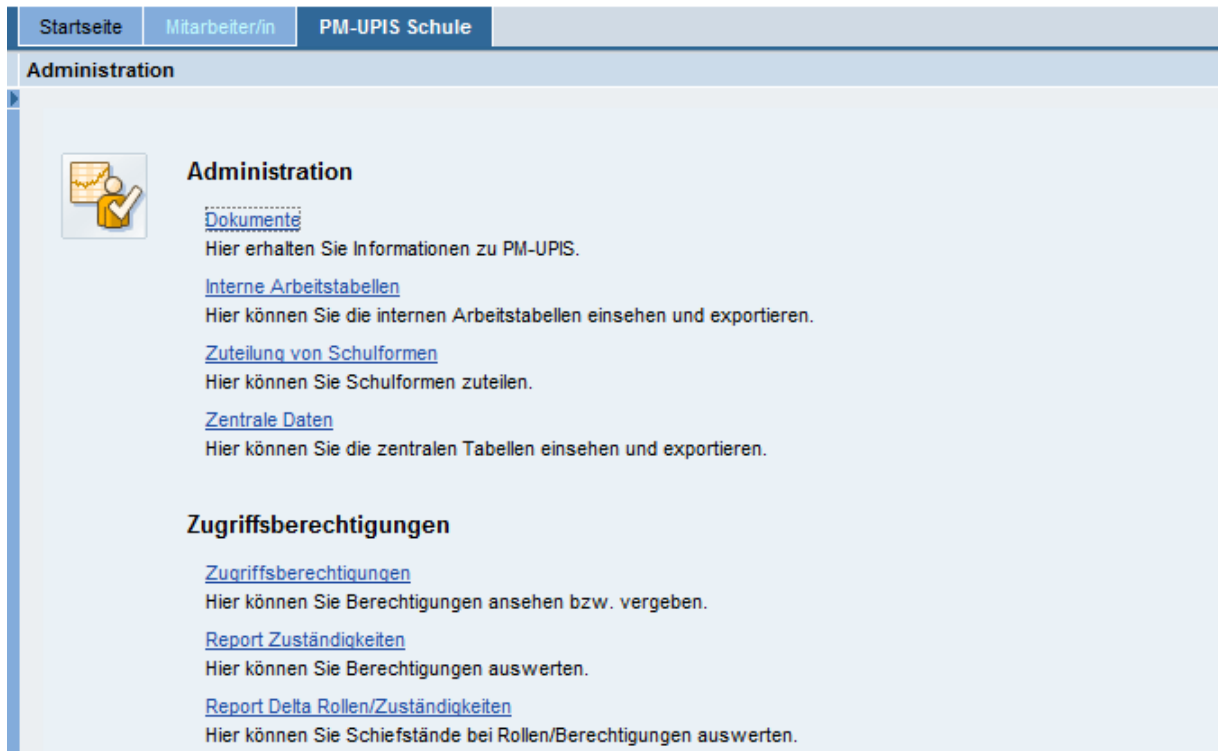 Startseite Mitarbeiter/in PM-UPIS Schule
Administration
Administration
Dokumente
Hier erhalten Sie Informationen zu PM-UPIS.
Interne Arbeitstabellen
Hier können Sie die internen Arbeitstabellen einsehen und exportieren.
Zuteilung von Schulformen
Hier können Sie Schulformen zuteilen.
Zentrale Daten
Hier können Sie die zentralen Tabellen einsehen und exportieren.
Zugriffsberechtigungen
Zugriffsberechtigungen
Hier können Sie Berechtigungen ansehen bzw. vergeben.
Report Zuständigkeiten
Hier können Sie Berechtigungen auswerten.
Report Delta Rollen/Zuständigkeiten
Hier können Sie Schiefstände bei Rollen/Berechtigungen auswerten.